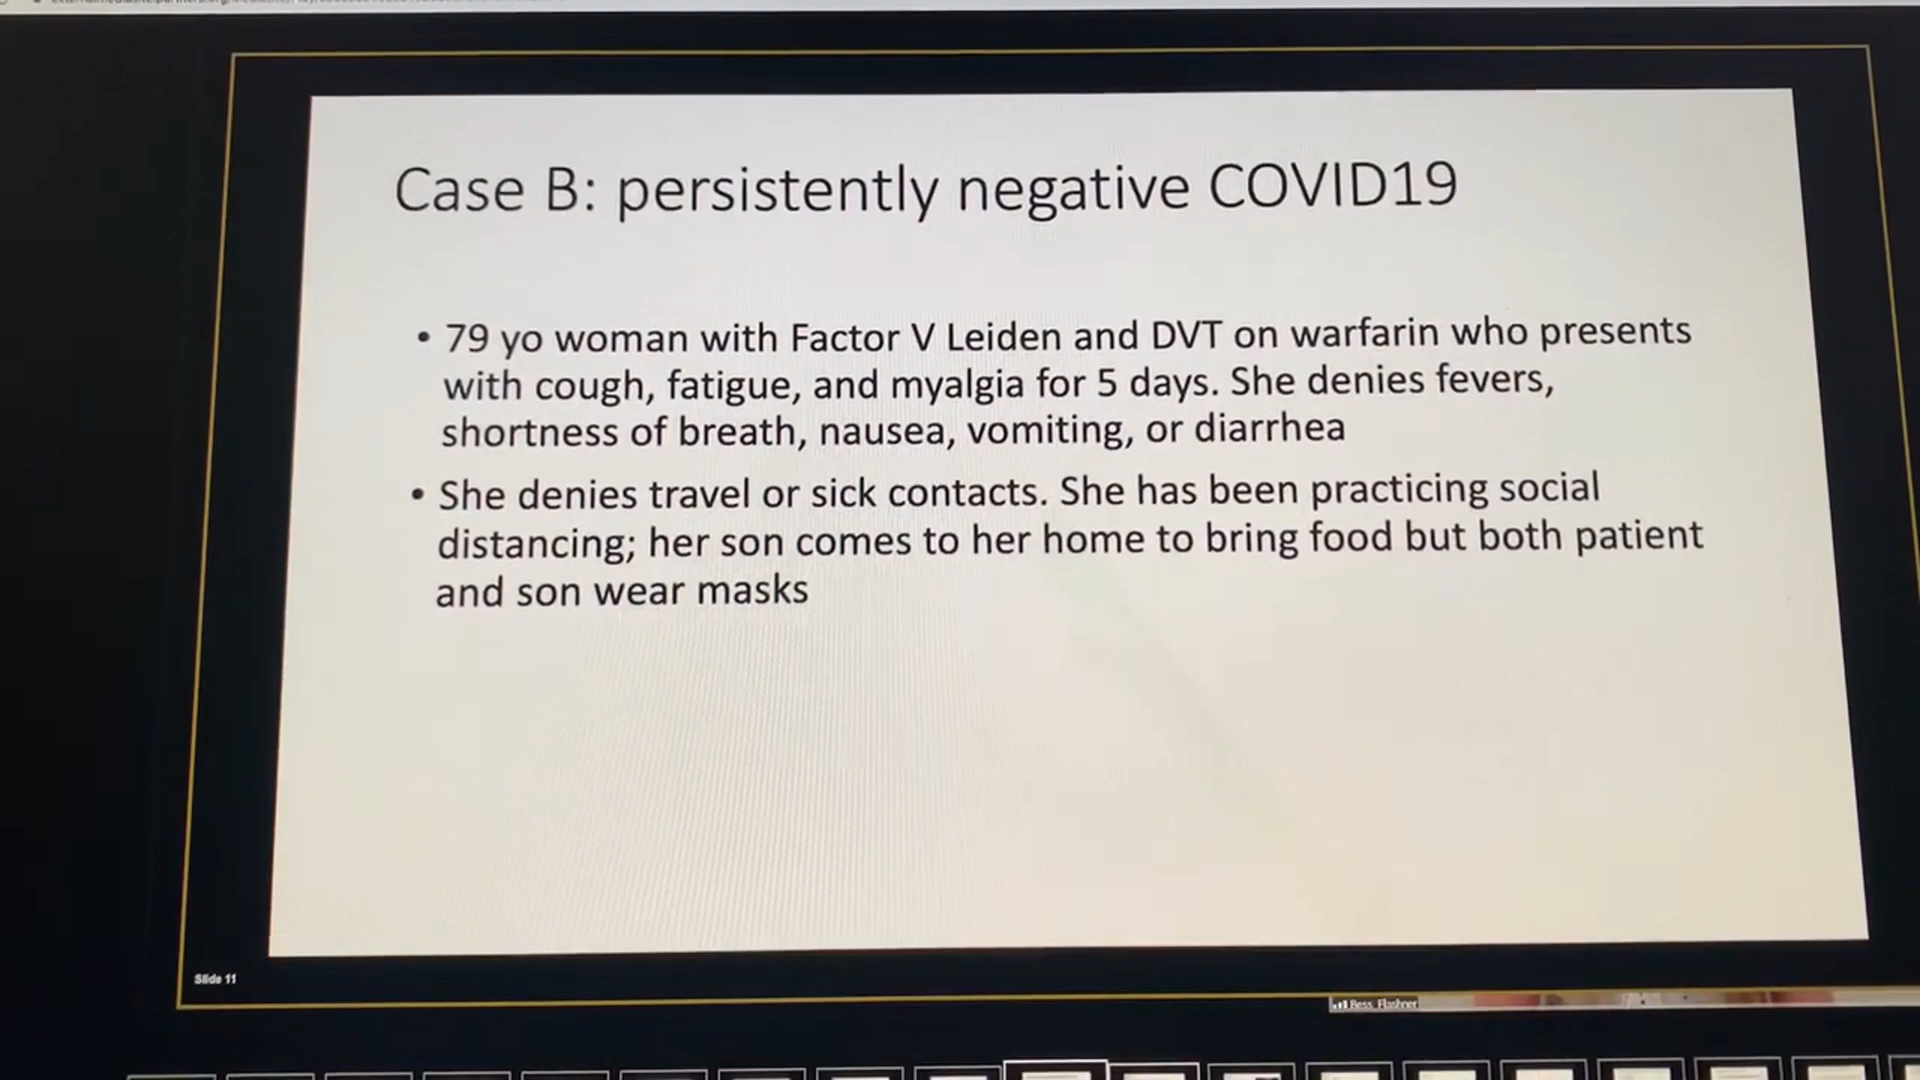 Case B: persistently negative COVID19
• 79 yo woman with Factor V Leiden and DVT on warfarin who presents
with cough, fatigue, and myalgia for 5 days. She denies fevers,
shortness of breath, nausea, vomiting, or diarrhea
• She denies travel or sick contacts. She has been practicing social
distancing; her son comes to her home to bring food but both patient
and son wear masks
Slide 11
Bess Flashner